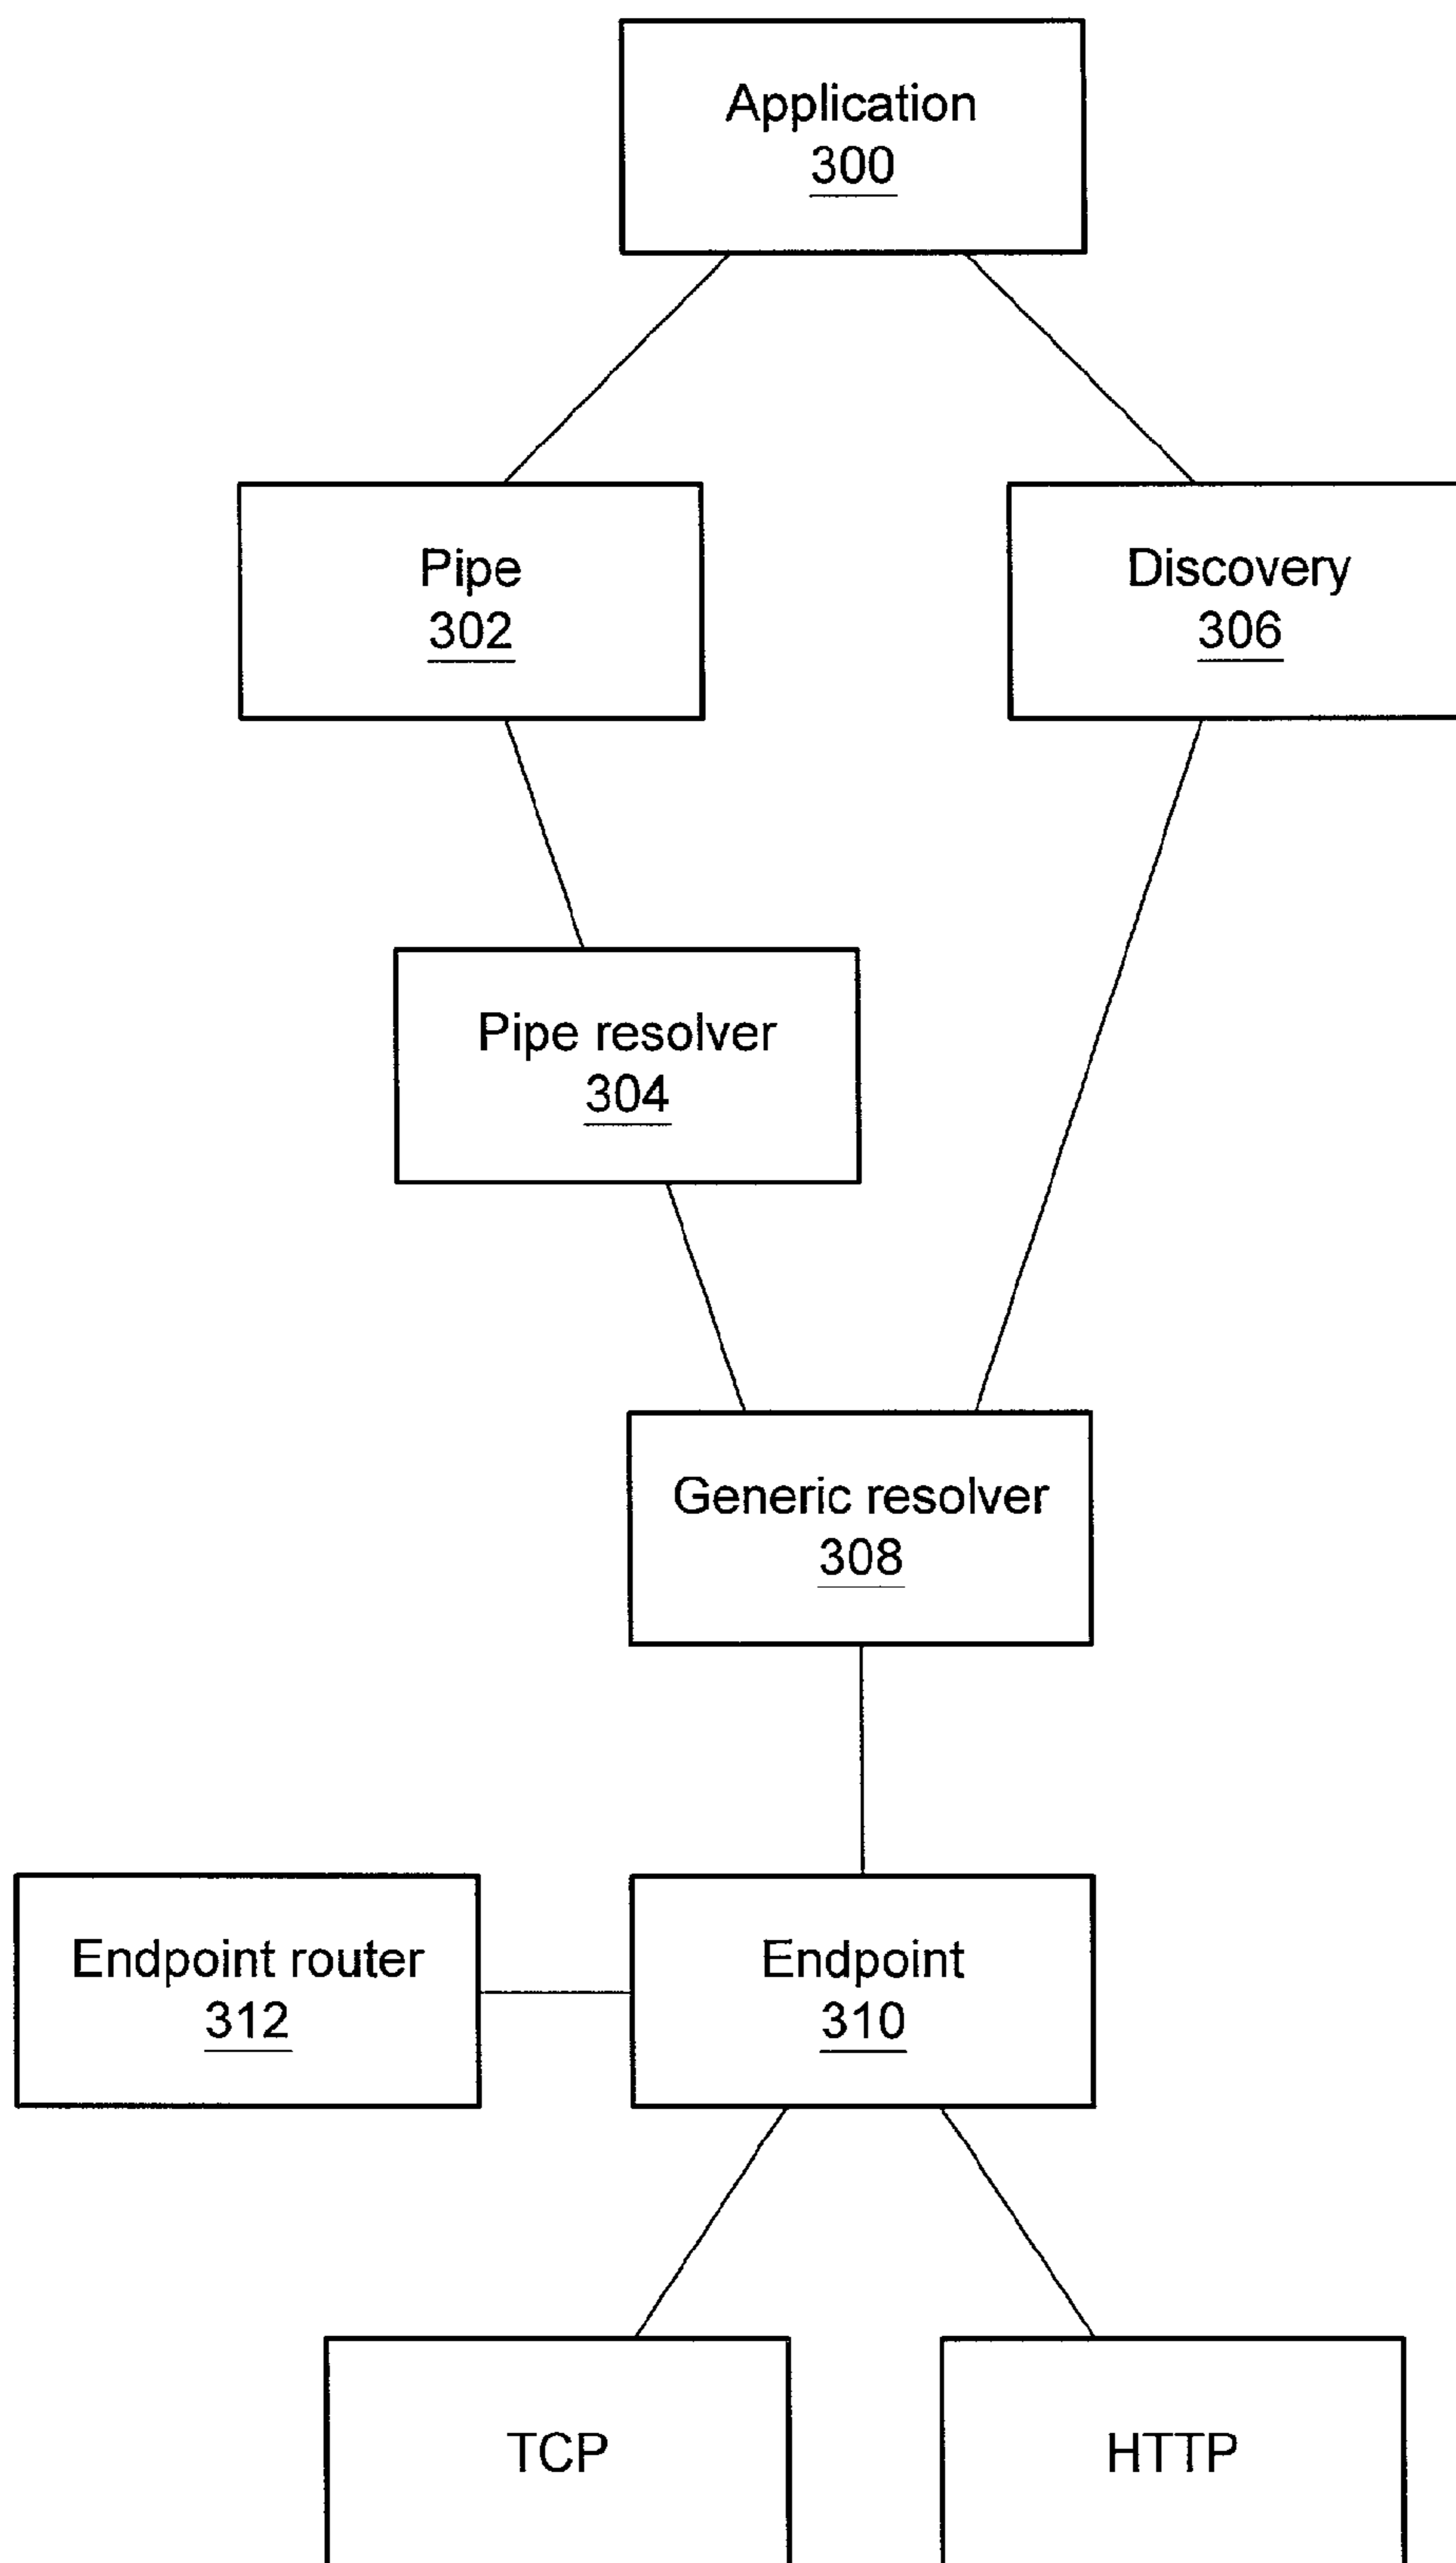 Application
300
Pipe
302
Discovery
306
Pipe resolver
304
Generic resolver
308
Endpoint router
312
Endpoint
310
TCP
HTTP